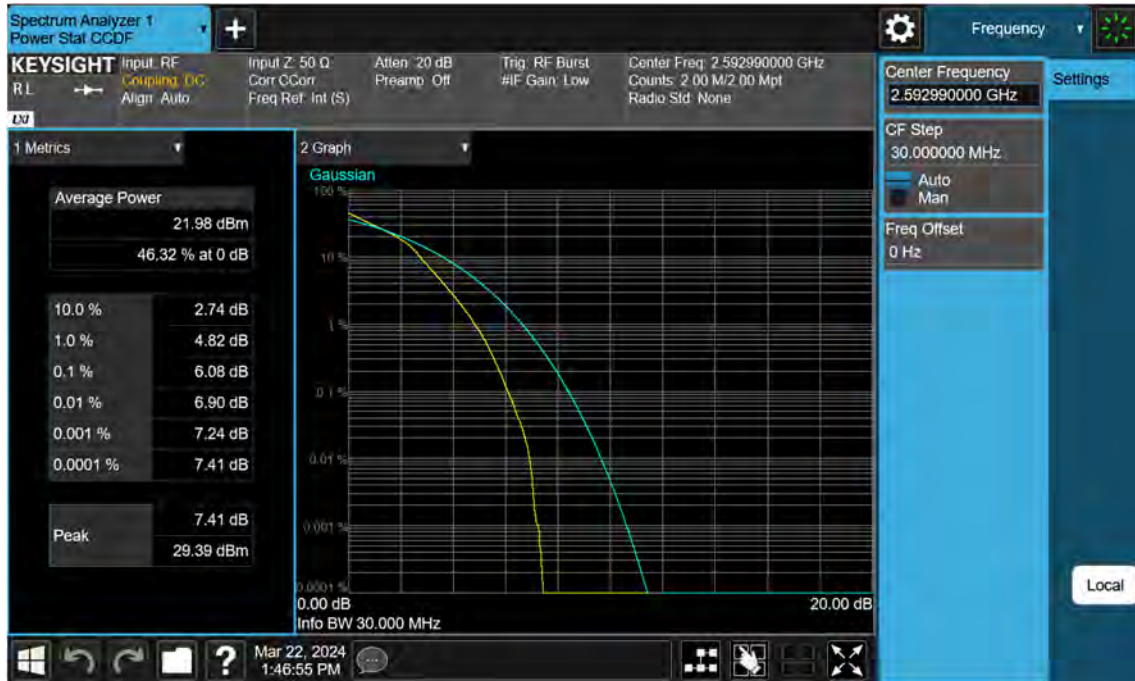 Spectrum Analyzer 1
Power Stat CCDF
Frequency
KEYSIGHT
Input: RF
Input Z: 50 Ω
Atten: 20 dB
Trig: RF Burst
Center Freq: 2.592990000 GHz
RL
Coupling: DC
Corr CCorr
Preamp: Off
#IF Gain: Low
Counts: 2.00 M/2.00 Mpt
Align: Auto
Freq Ref: Int (S)
Radio Std: None
LXI
Center Frequency
2.592990000 GHz
Settings
CF Step
30.000000 MHz
Auto
Man
Freq Offset
0 Hz
1 Metrics
Average Power
21.98 dBm
46.32 % at 0 dB
10.0 % 2.74 dB
1.0 % 4.82 dB
0.1 % 6.08 dB
0.01 % 6.90 dB
0.001 % 7.24 dB
0.0001 % 7.41 dB
Peak
7.41 dB
29.39 dBm
2 Graph
Gaussian
100 %
10 %
1 %
0.1 %
0.01 %
0.001 %
0.0001 %
0.00 dB
20.00 dB
Info BW 30.000 MHz
Local
?
Mar 22, 2024
1:46:55 PM